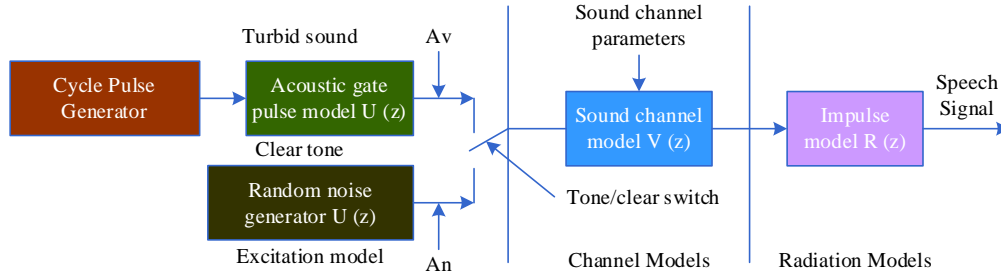 Turbid sound
Av
Sound channel
parameters
Speech
Signal
Cycle Pulse
Generator
Acoustic gate
pulse model U (z)
Sound channel
model V (z)
Impulse
model R (z)
Clear tone
Random noise
generator U (z)
Tone/clear switch
Excitation model
An
Channel Models
Radiation Models